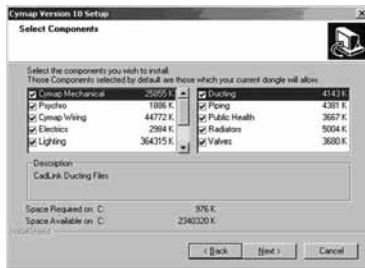 Cymap Version 10 Setup
Select Components
Select the components you wish to install.
Those Components selected by default are those which your current dongle will allow
Cymap Mechanical 25055 K
Psychro 1886 K
Cymap Wiring 44772 K
Electrics 2984 K
Lighting 364315 K
Ducting 4143 K
Piping 4381 K
Public Health 3667 K
Radiators 5004 K
Valves 3680 K
Description
CadLink Ducting Files
Space Required on C: 976 K
Space Available on C: 2340320 K
InstallShield
< Back
Next >
Cancel